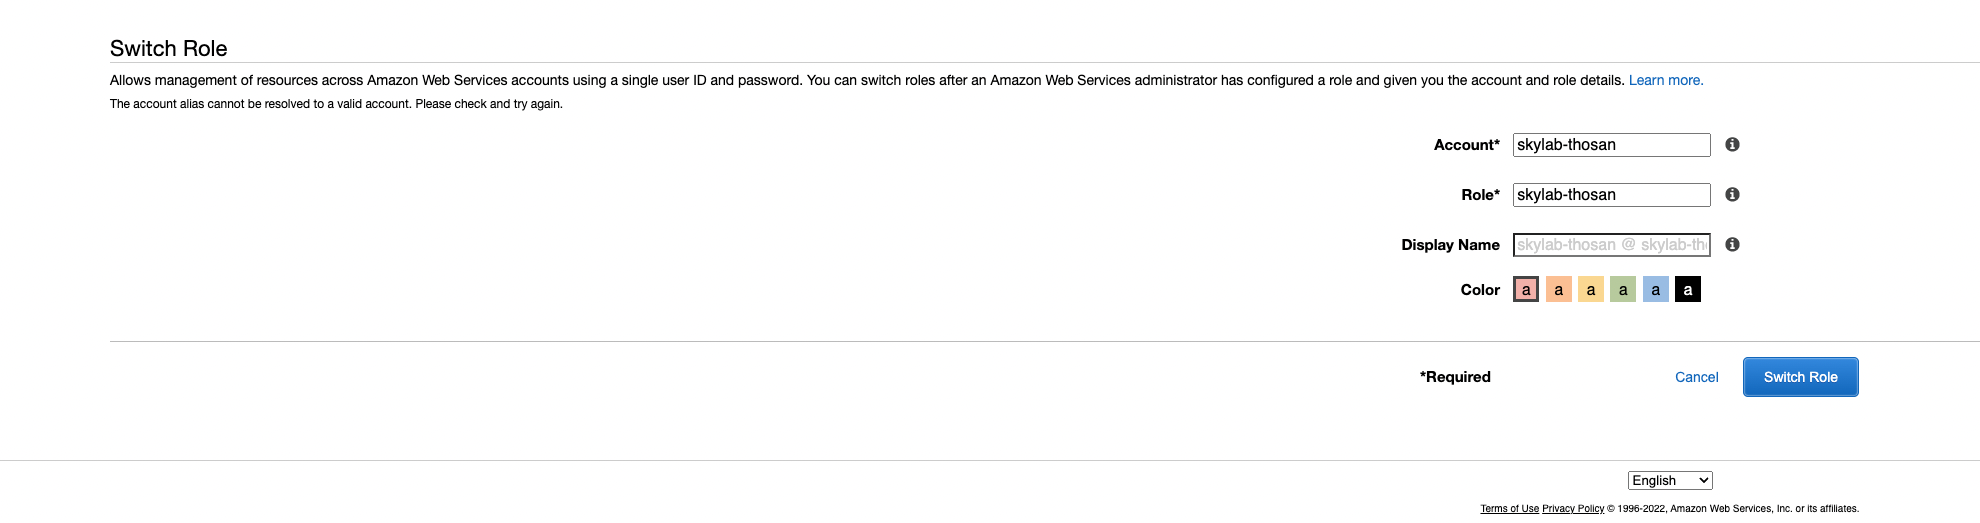 Switch Role
Allows management of resources across Amazon Web Services accounts using a single user ID and password. You can switch roles after an Amazon Web Services administrator has configured a role and given you the account and role details. Learn more.
The account alias cannot be resolved to a valid account. Please check and try again.
Account* skylab-thosan
Role* skylab-thosan
Display Name skylab-thosan @ skylab-th
Color a a a a a a
*Required Cancel Switch Role
English
Terms of Use Privacy Policy © 1996-2022, Amazon Web Services, Inc. or its affiliates.